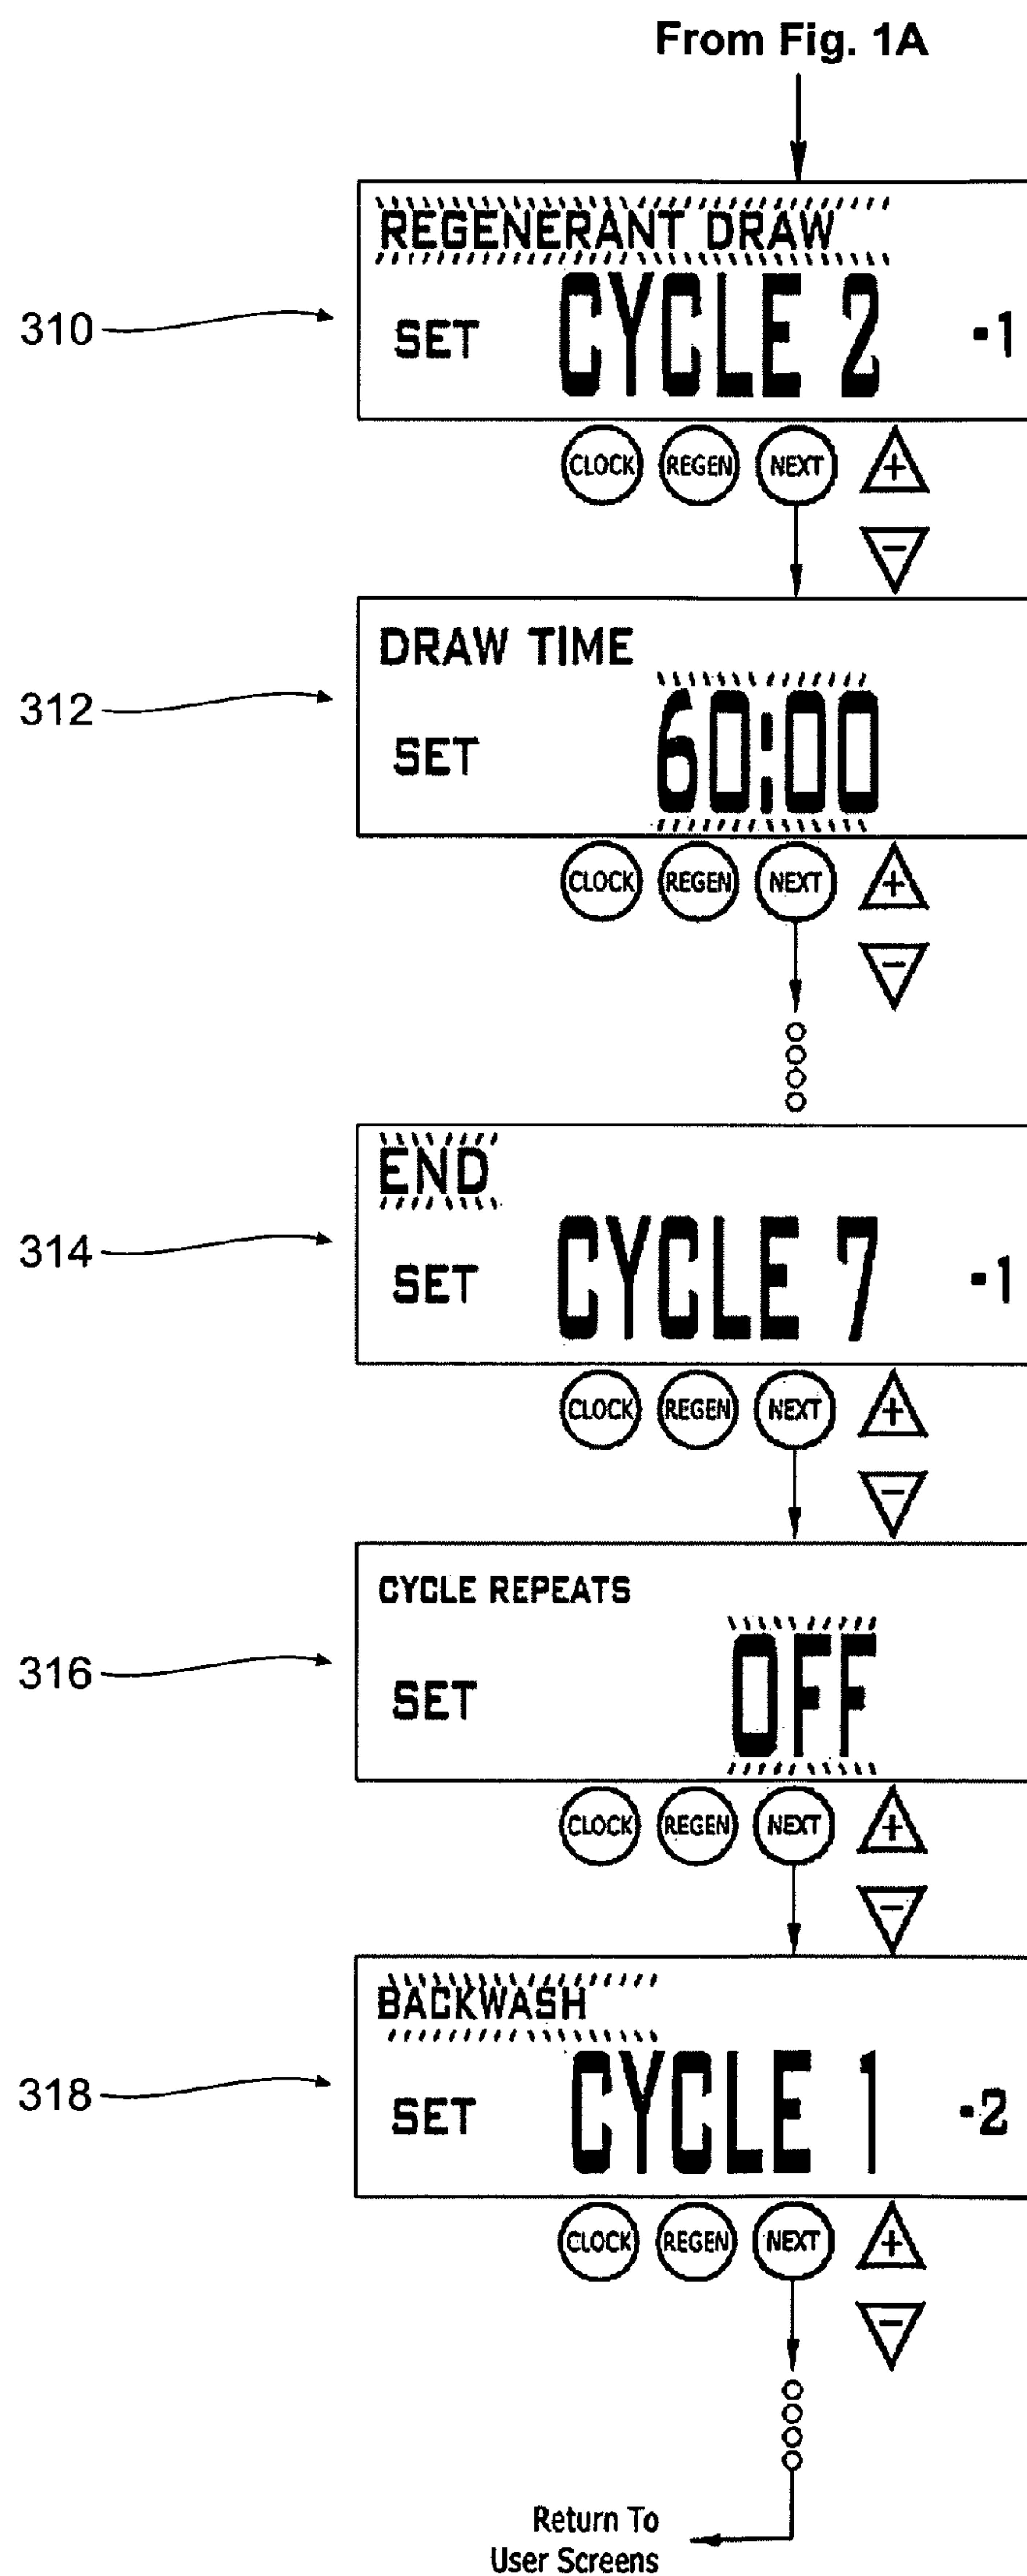 From Fig. 1A
REGENERANT DRAW
310
SET CYCLE 2 -1
CLOCK REGEN NEXT +
-
DRAW TIME
312
SET 60:00
CLOCK REGEN NEXT +
-
END
314
SET CYCLE 7 -1
CLOCK REGEN NEXT +
-
CYCLE REPEATS
316
SET OFF
CLOCK REGEN NEXT +
-
BACKWASH
318
SET CYCLE 1 -2
CLOCK REGEN NEXT +
-
Return To
User Screens